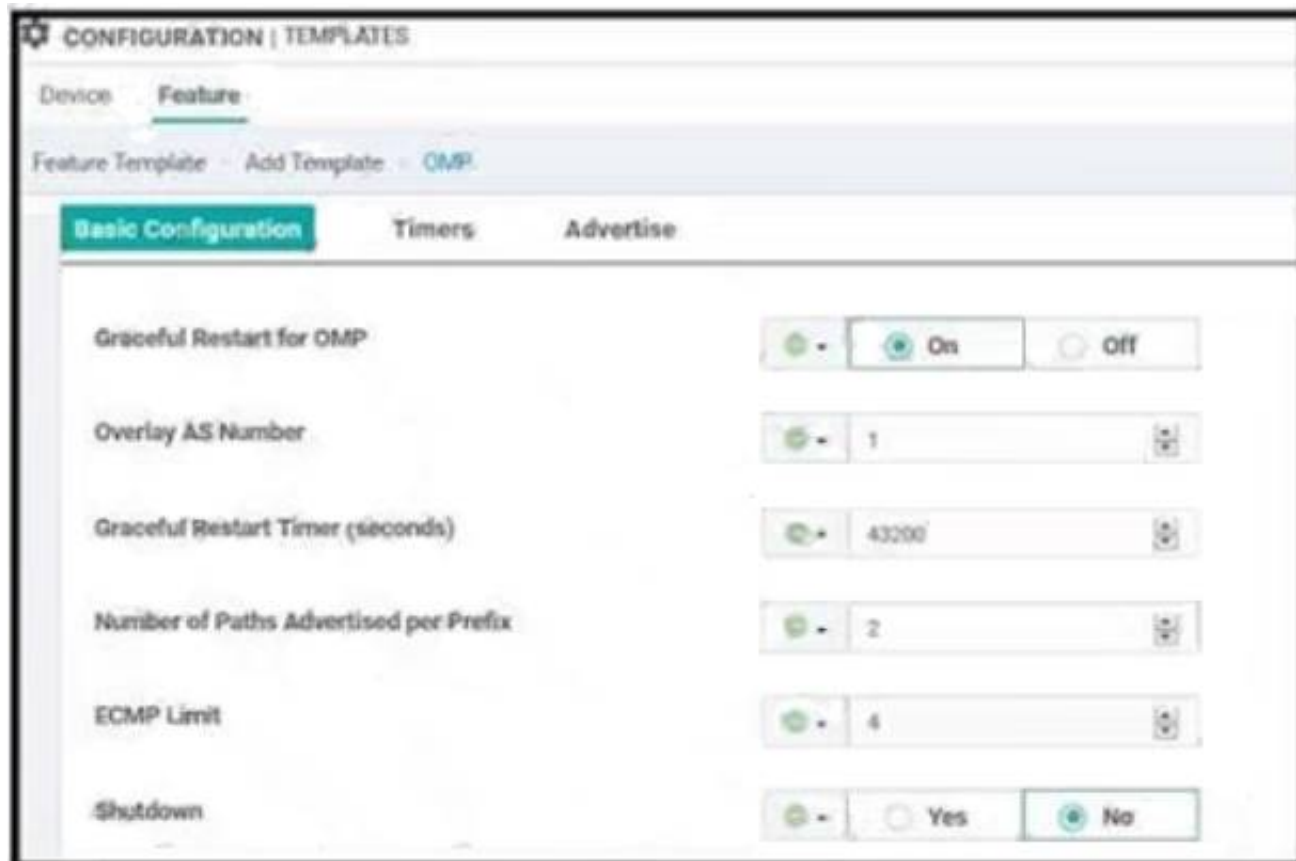 CONFIGURATION | TEMPLATES
Device Feature
Feature Template Add Template OMP
Basic Configuration Timers Advertise
Graceful Restart for OMP On Off
Overlay AS Number 1
Graceful Restart Timer (seconds) 43200
Number of Paths Advertised per Prefix 2
ECMP Limit 4
Shutdown Yes No